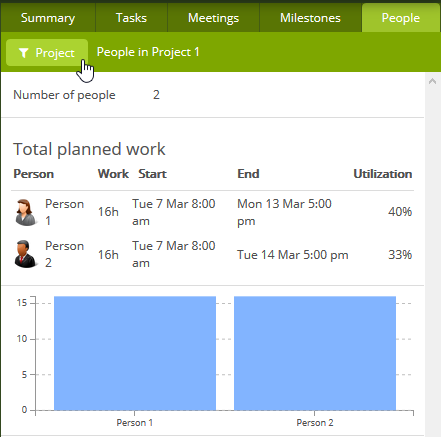 Summary Tasks Meetings Milestones People
Project People in Project 1
Number of people 2
Total planned work
Person Work Start End Utilization
Person 1 16h Tue 7 Mar 8:00 am Mon 13 Mar 5:00 pm 40%
Person 2 16h Tue 7 Mar 8:00 am Tue 14 Mar 5:00 pm 33%
15
10
5
0
Person 1 Person 2